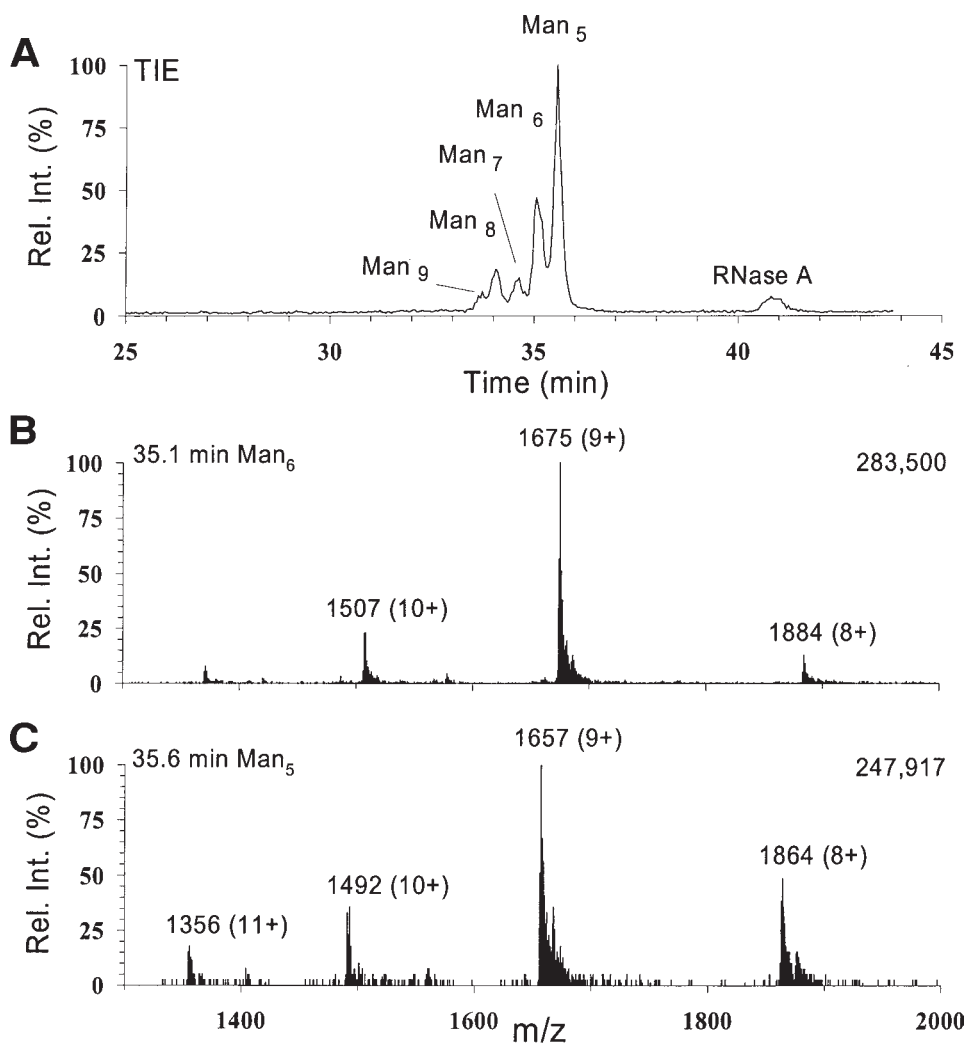 A
TIE
Rel. Int. (%)
100
75
50
25
0
Man 5
Man 6
Man 7
Man 8
Man 9
RNase A
25 30 35 40 45
Time (min)
B
35.1 min Man6
283,500
Rel. Int. (%)
100
75
50
25
0
1507 (10+)
1675 (9+)
1884 (8+)
C
35.6 min Man5
247,917
Rel. Int. (%)
100
75
50
25
0
1356 (11+)
1492 (10+)
1657 (9+)
1864 (8+)
1400 1600 1800 2000
m/z